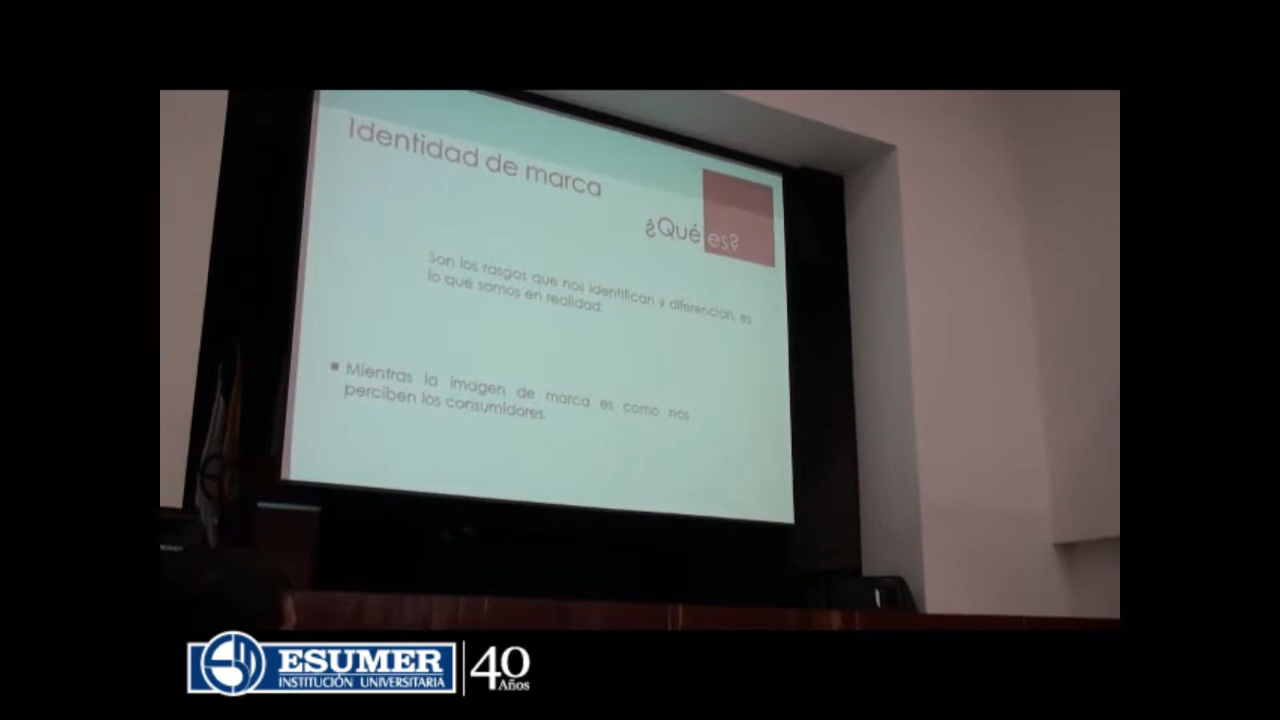 Identidad de marca
¿Qué es?
Son los rasgos que nos identifican y diferencian, es
lo que somos en realidad.
Mientras la imagen de marca es como nos
perciben los consumidores.
ESUMER
INSTITUCIÓN UNIVERSITARIA
40
Años